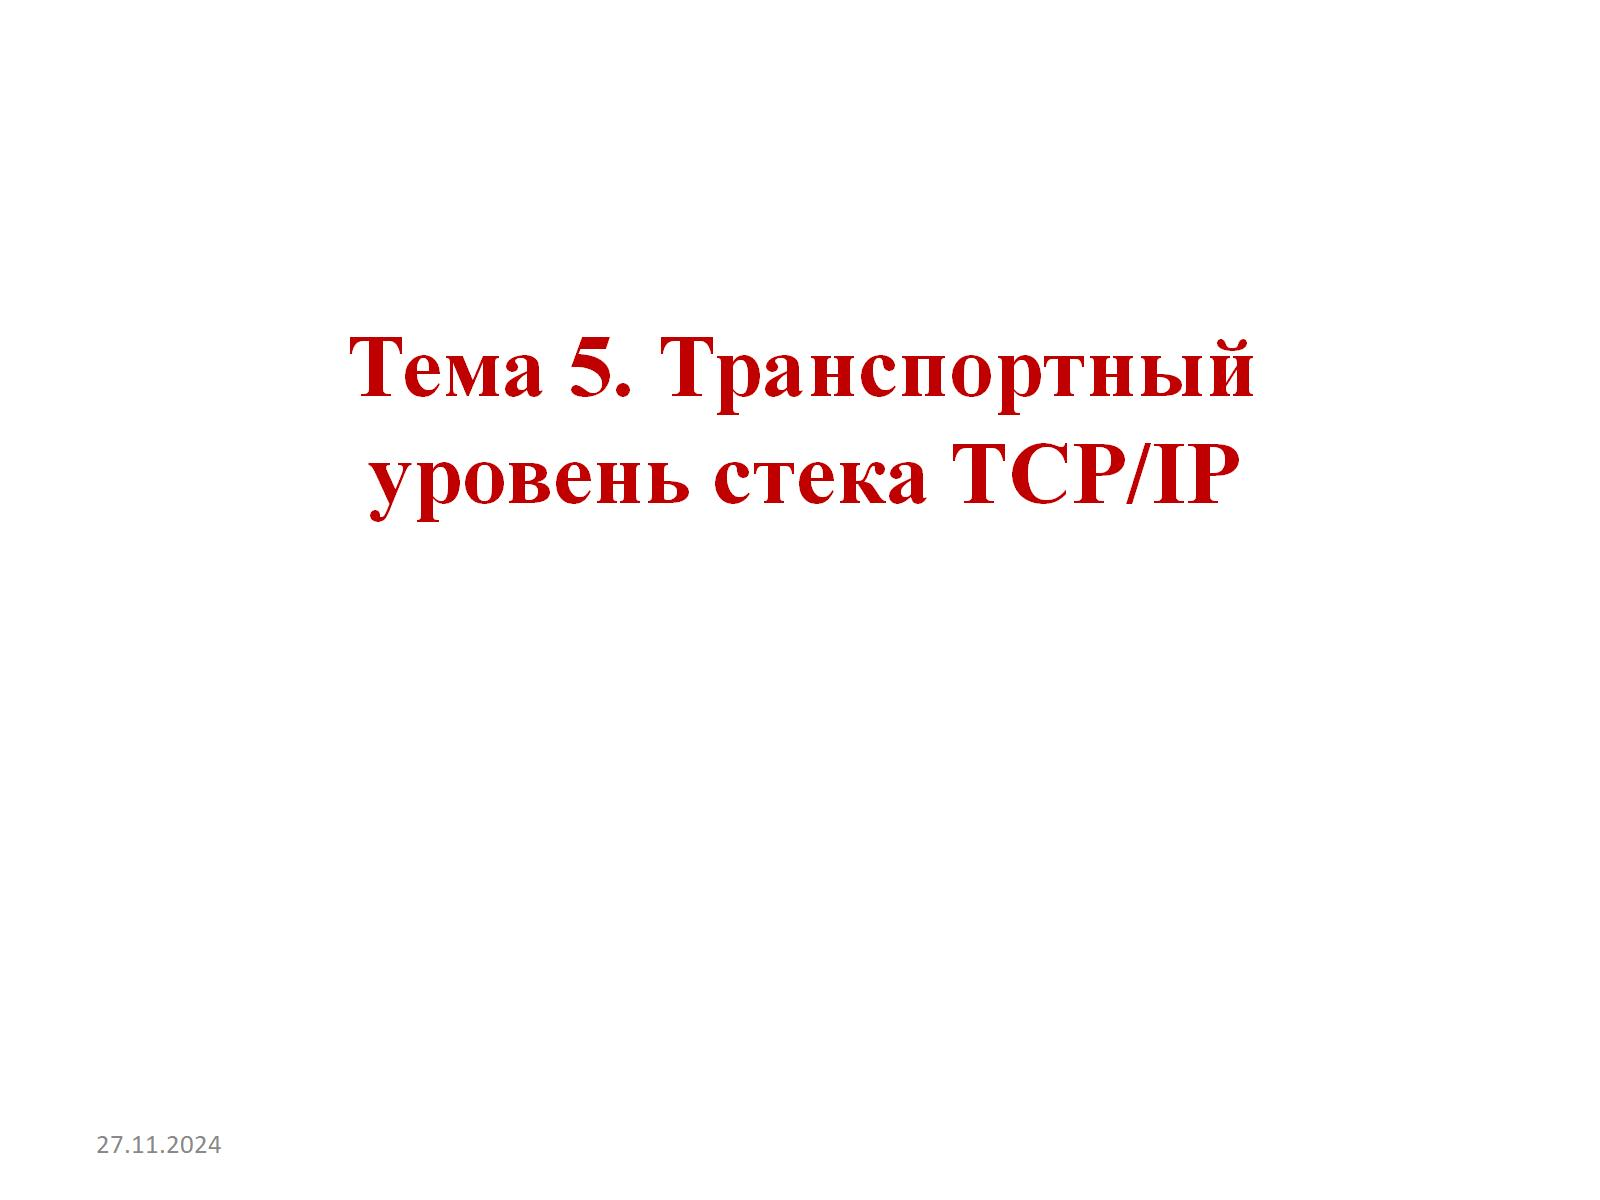 Тема 5. Транспортный
уровень стека TCP/IP
27.11.2024